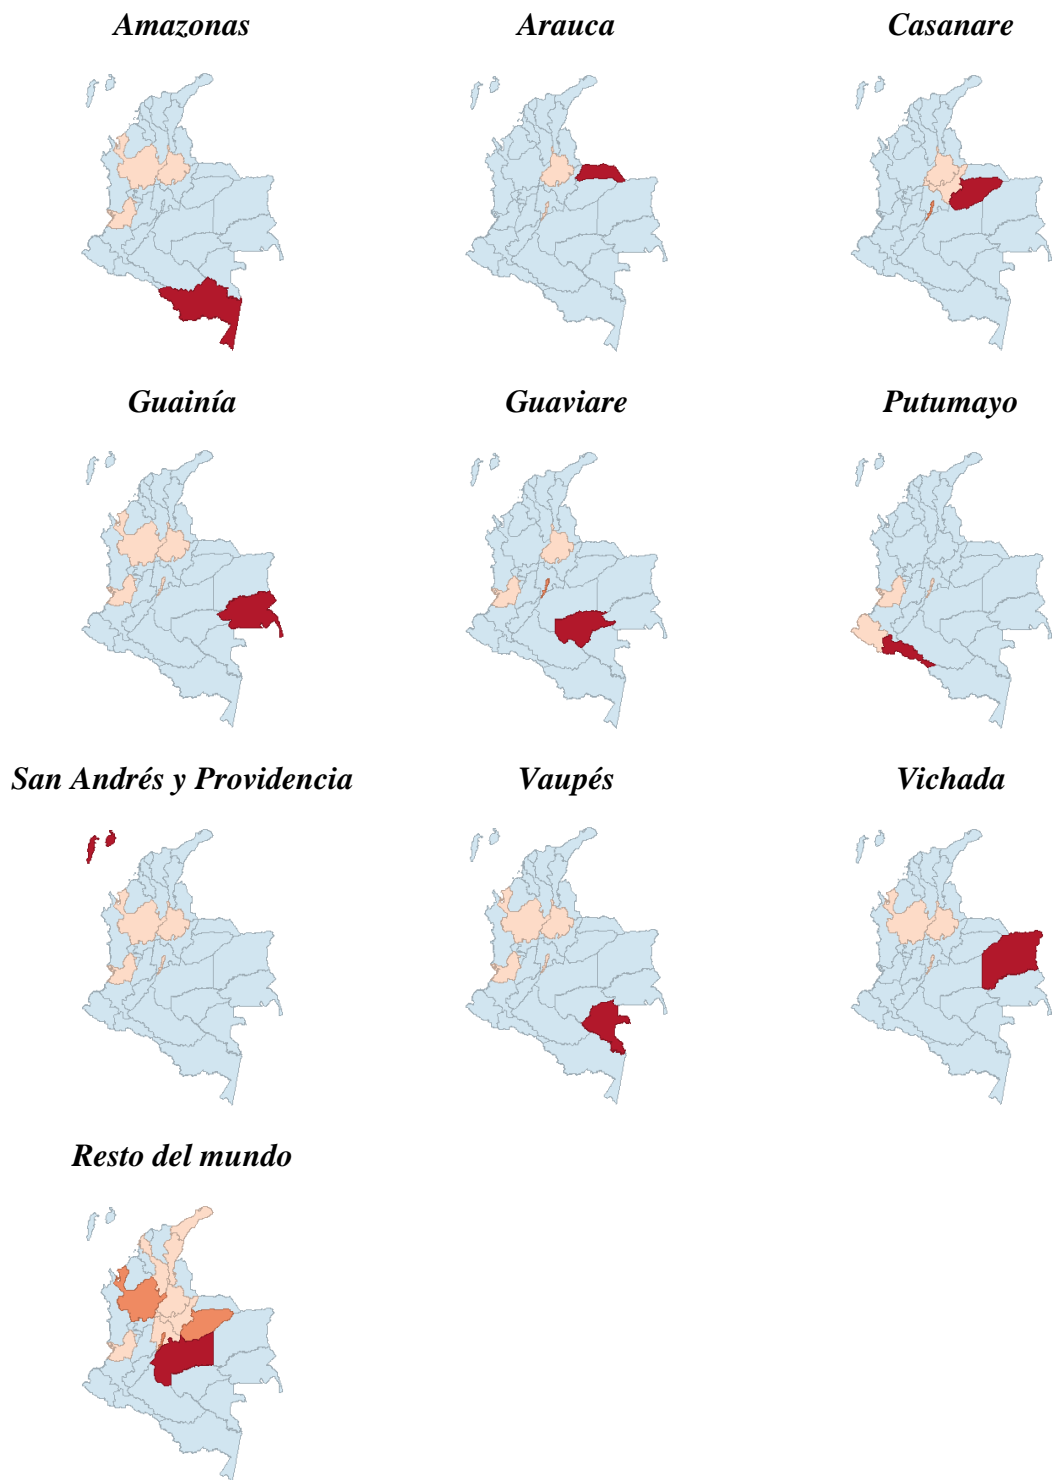 Amazonas
Arauca
Casanare
Guainía
Guaviare
Putumayo
San Andrés y Providencia
Vaupés
Vichada
Resto del mundo